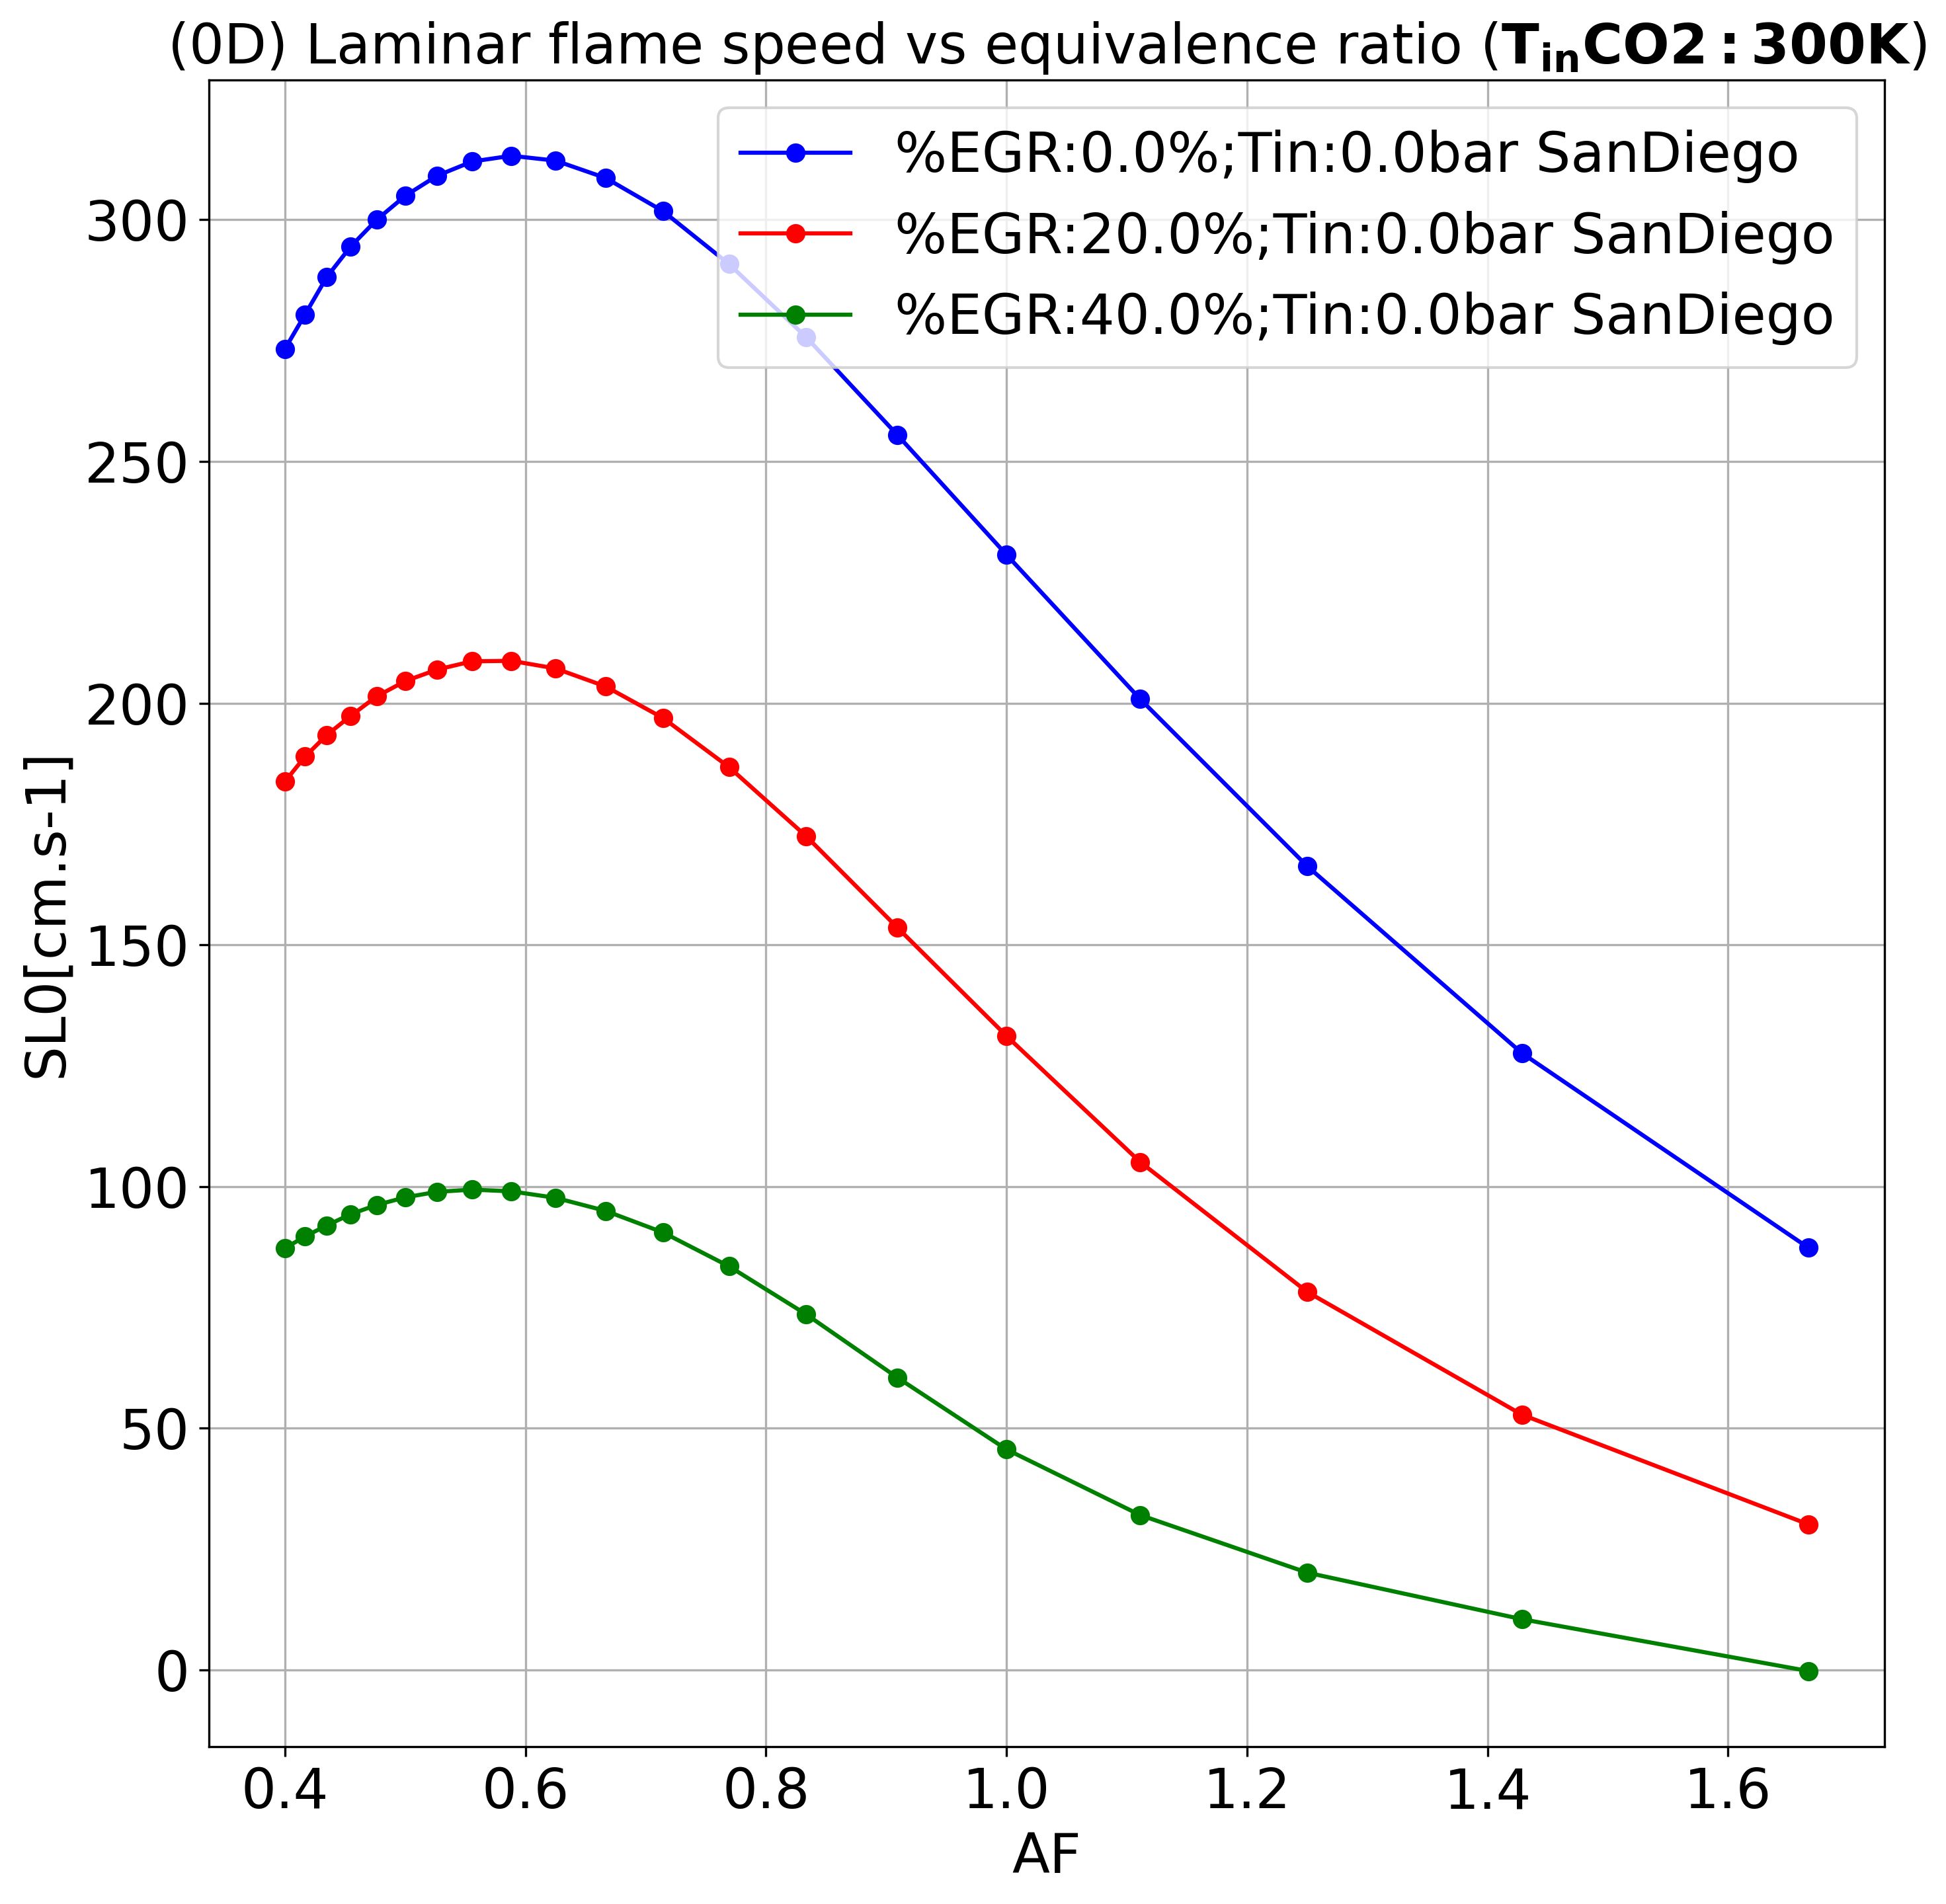 (0D) Laminar flame speed vs equivalence ratio (TinCO2 : 300K)
%EGR:0.0%;Tin:0.0bar SanDiego
%EGR:20.0%;Tin:0.0bar SanDiego
%EGR:40.0%;Tin:0.0bar SanDiego
SL0[cm.s-1]
300
250
200
150
100
50
0
0.4 0.6 0.8 1.0 1.2 1.4 1.6
AF